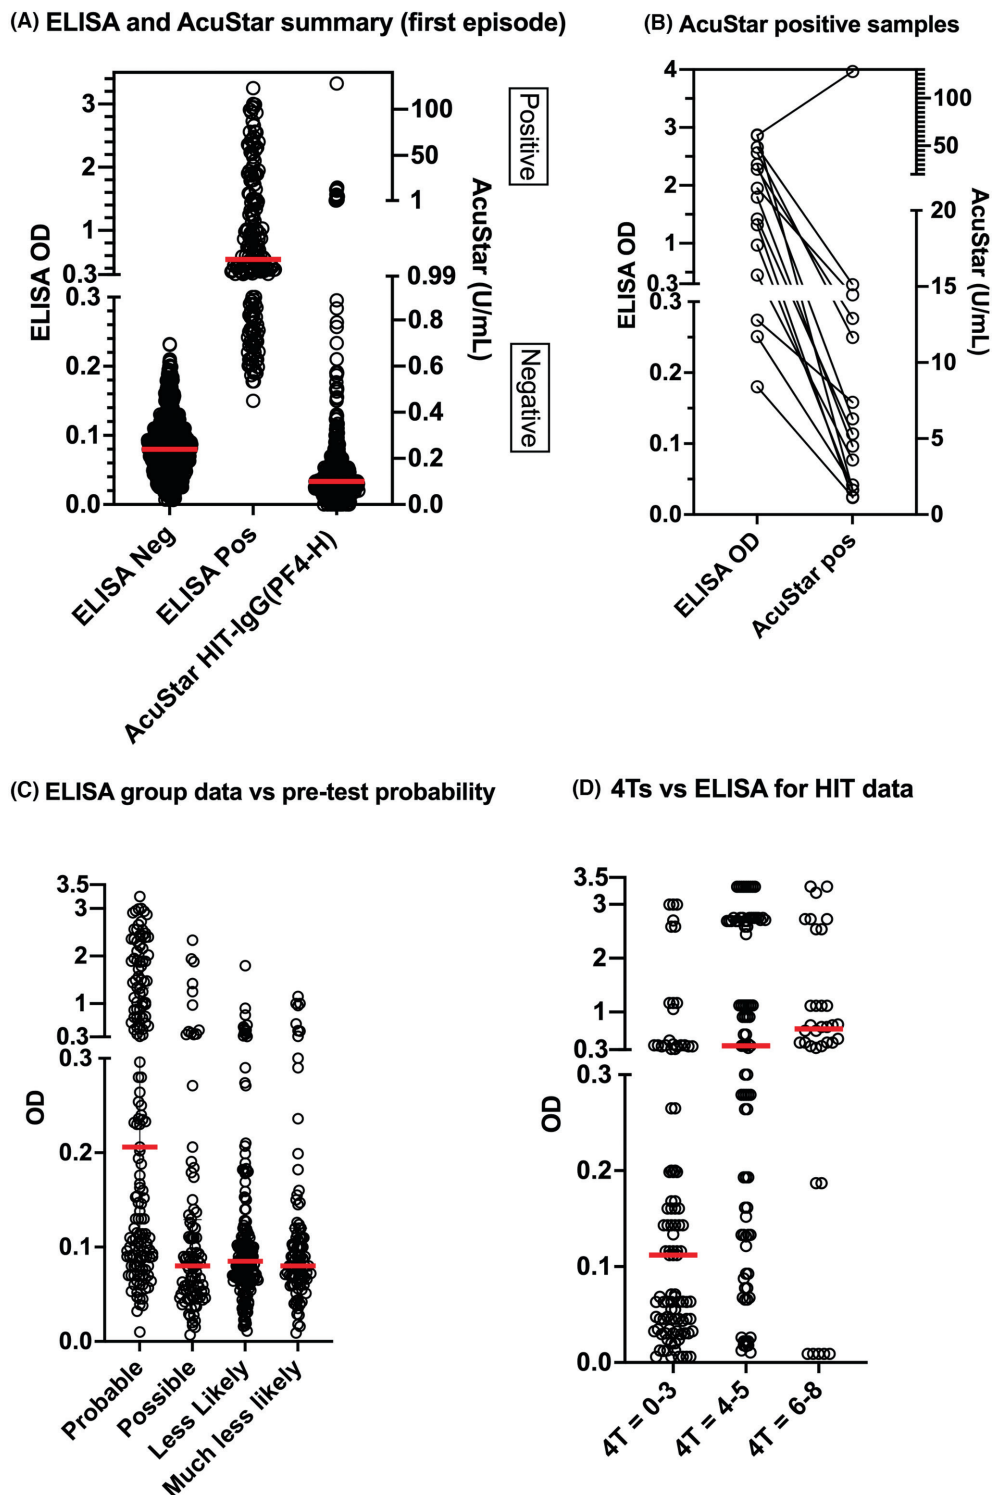 (A) ELISA and AcuStar summary (first episode)
3
2
1
0.3
0.3
0.2
0.1
0.0
ELISA OD
100
50
1
0.99
0.8
0.6
0.4
0.2
0.0
AcuStar (U/mL)
Positive
Negative
ELISA Neg
ELISA Pos
AcuStar HIT-IgG(PF4-H)
(B) AcuStar positive samples
4
3
2
1
0.3
0.3
0.2
0.1
0.0
ELISA OD
100
50
20
15
10
5
0
AcuStar (U/mL)
ELISA OD
AcuStar pos
(C) ELISA group data vs pre-test probability
3.5
3
2
1
0.3
0.3
0.2
0.1
0.0
OD
Probable
Possible
Less Likely
Much less likely
(D) 4Ts vs ELISA for HIT data
3.5
3
2
1
0.3
0.3
0.2
0.1
0.0
OD
4T = 0-3
4T = 4-5
4T = 6-8